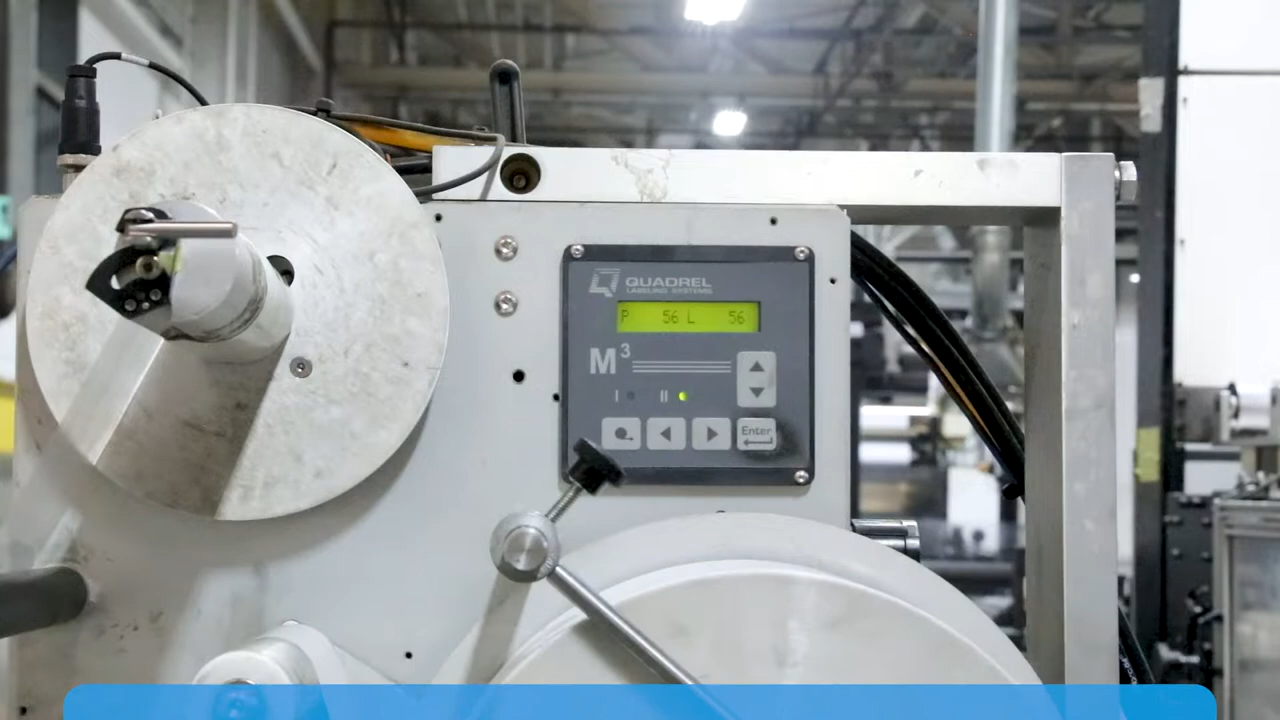 QUADREL
LABELING SYSTEMS
P 56 L 56
M3
I II
Enter